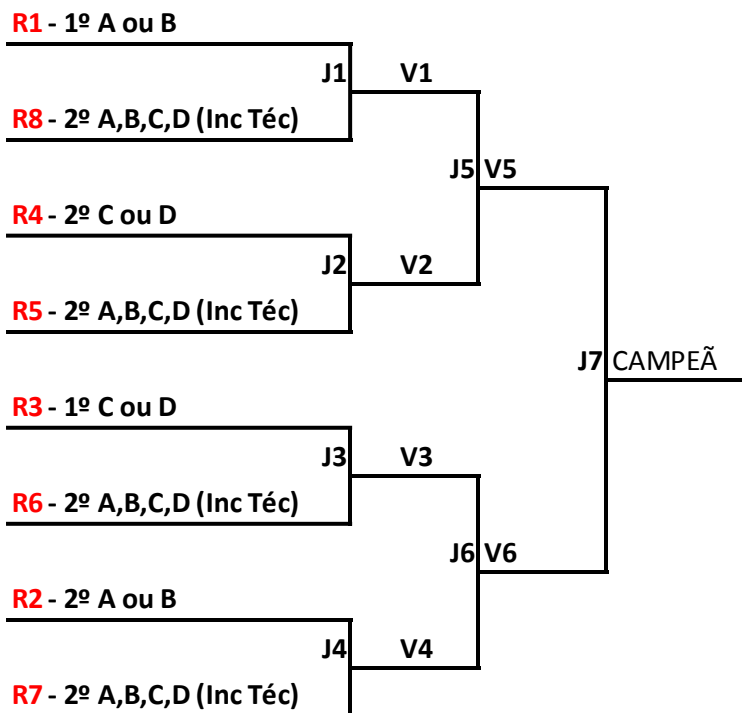 R1 - 1º A ou B
J1 V1
R8 - 2º A,B,C,D (Inc Téc)
J5 V5
R4 - 2º C ou D
J2 V2
R5 - 2º A,B,C,D (Inc Téc)
J7 CAMPEÃ
R3 - 1º C ou D
J3 V3
R6 - 2º A,B,C,D (Inc Téc)
J6 V6
R2 - 2º A ou B
J4 V4
R7 - 2º A,B,C,D (Inc Téc)